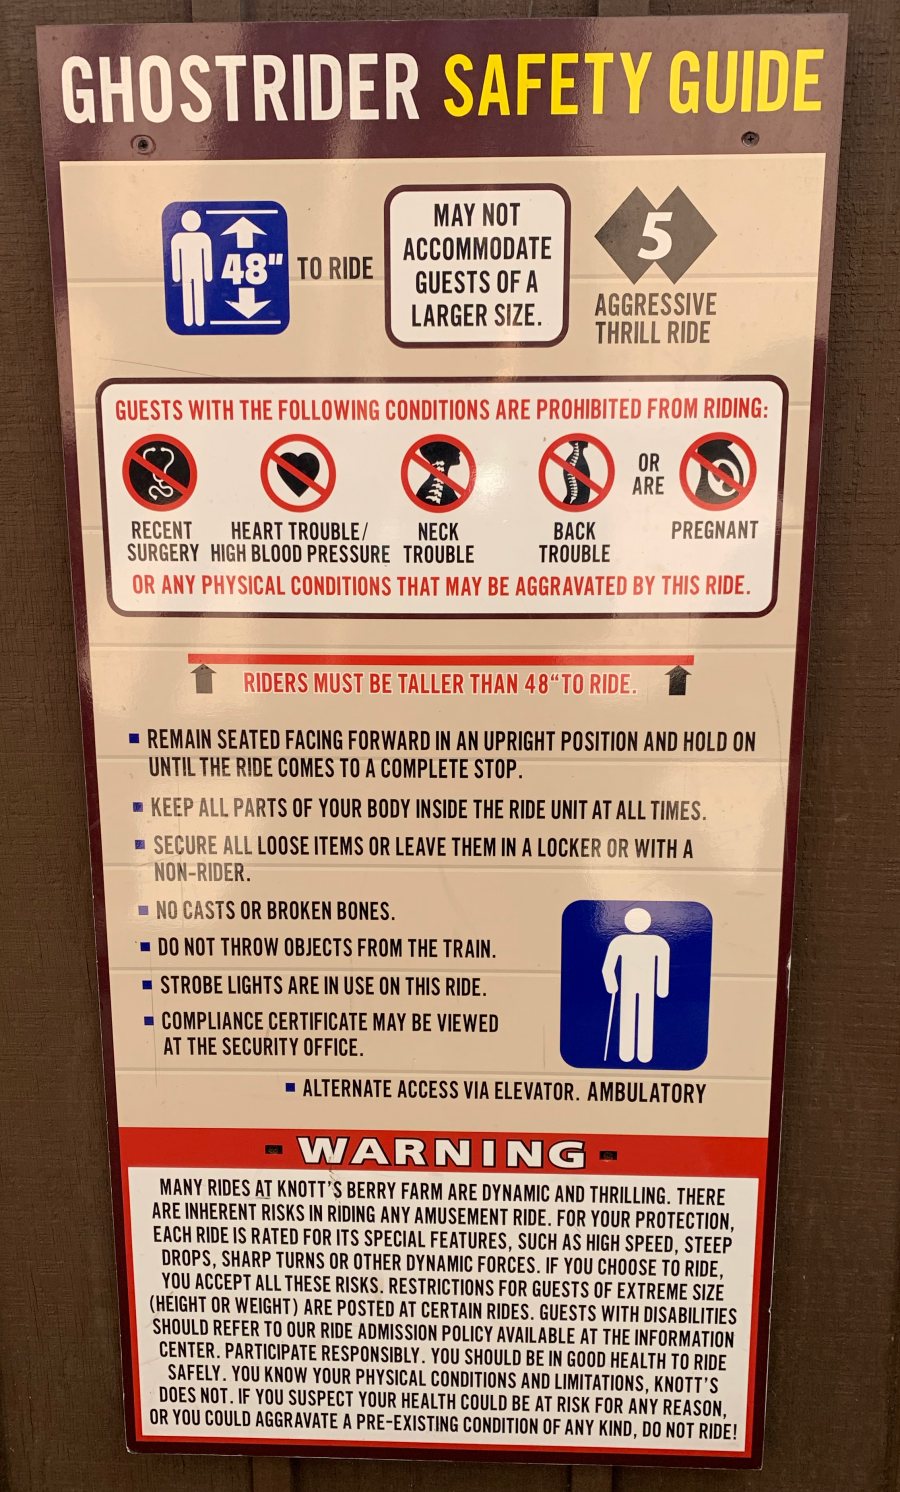 GHOSTRIDER SAFETY GUIDE
48"
TO RIDE
MAY NOT
ACCOMMODATE
GUESTS OF A
LARGER SIZE.
5
AGGRESSIVE
THRILL RIDE
GUESTS WITH THE FOLLOWING CONDITIONS ARE PROHIBITED FROM RIDING:
RECENT
SURGERY
HEART TROUBLE/
HIGH BLOOD PRESSURE
NECK
TROUBLE
BACK
TROUBLE
OR
ARE
PREGNANT
OR ANY PHYSICAL CONDITIONS THAT MAY BE AGGRAVATED BY THIS RIDE.
RIDERS MUST BE TALLER THAN 48“ TO RIDE.
REMAIN SEATED FACING FORWARD IN AN UPRIGHT POSITION AND HOLD ON
UNTIL THE RIDE COMES TO A COMPLETE STOP.
KEEP ALL PARTS OF YOUR BODY INSIDE THE RIDE UNIT AT ALL TIMES.
SECURE ALL LOOSE ITEMS OR LEAVE THEM IN A LOCKER OR WITH A
NON-RIDER.
NO CASTS OR BROKEN BONES.
DO NOT THROW OBJECTS FROM THE TRAIN.
STROBE LIGHTS ARE IN USE ON THIS RIDE.
COMPLIANCE CERTIFICATE MAY BE VIEWED
AT THE SECURITY OFFICE.
ALTERNATE ACCESS VIA ELEVATOR. AMBULATORY
WARNING
MANY RIDES AT KNOTT'S BERRY FARM ARE DYNAMIC AND THRILLING. THERE
ARE INHERENT RISKS IN RIDING ANY AMUSEMENT RIDE. FOR YOUR PROTECTION,
EACH RIDE IS RATED FOR ITS SPECIAL FEATURES, SUCH AS HIGH SPEED, STEEP
DROPS, SHARP TURNS OR OTHER DYNAMIC FORCES. IF YOU CHOOSE TO RIDE,
YOU ACCEPT ALL THESE RISKS. RESTRICTIONS FOR GUESTS OF EXTREME SIZE
(HEIGHT OR WEIGHT) ARE POSTED AT CERTAIN RIDES. GUESTS WITH DISABILITIES
SHOULD REFER TO OUR RIDE ADMISSION POLICY AVAILABLE AT THE INFORMATION
CENTER. PARTICIPATE RESPONSIBLY. YOU SHOULD BE IN GOOD HEALTH TO RIDE
SAFELY. YOU KNOW YOUR PHYSICAL CONDITIONS AND LIMITATIONS, KNOTT'S
DOES NOT. IF YOU SUSPECT YOUR HEALTH COULD BE AT RISK FOR ANY REASON,
OR YOU COULD AGGRAVATE A PRE-EXISTING CONDITION OF ANY KIND, DO NOT RIDE!